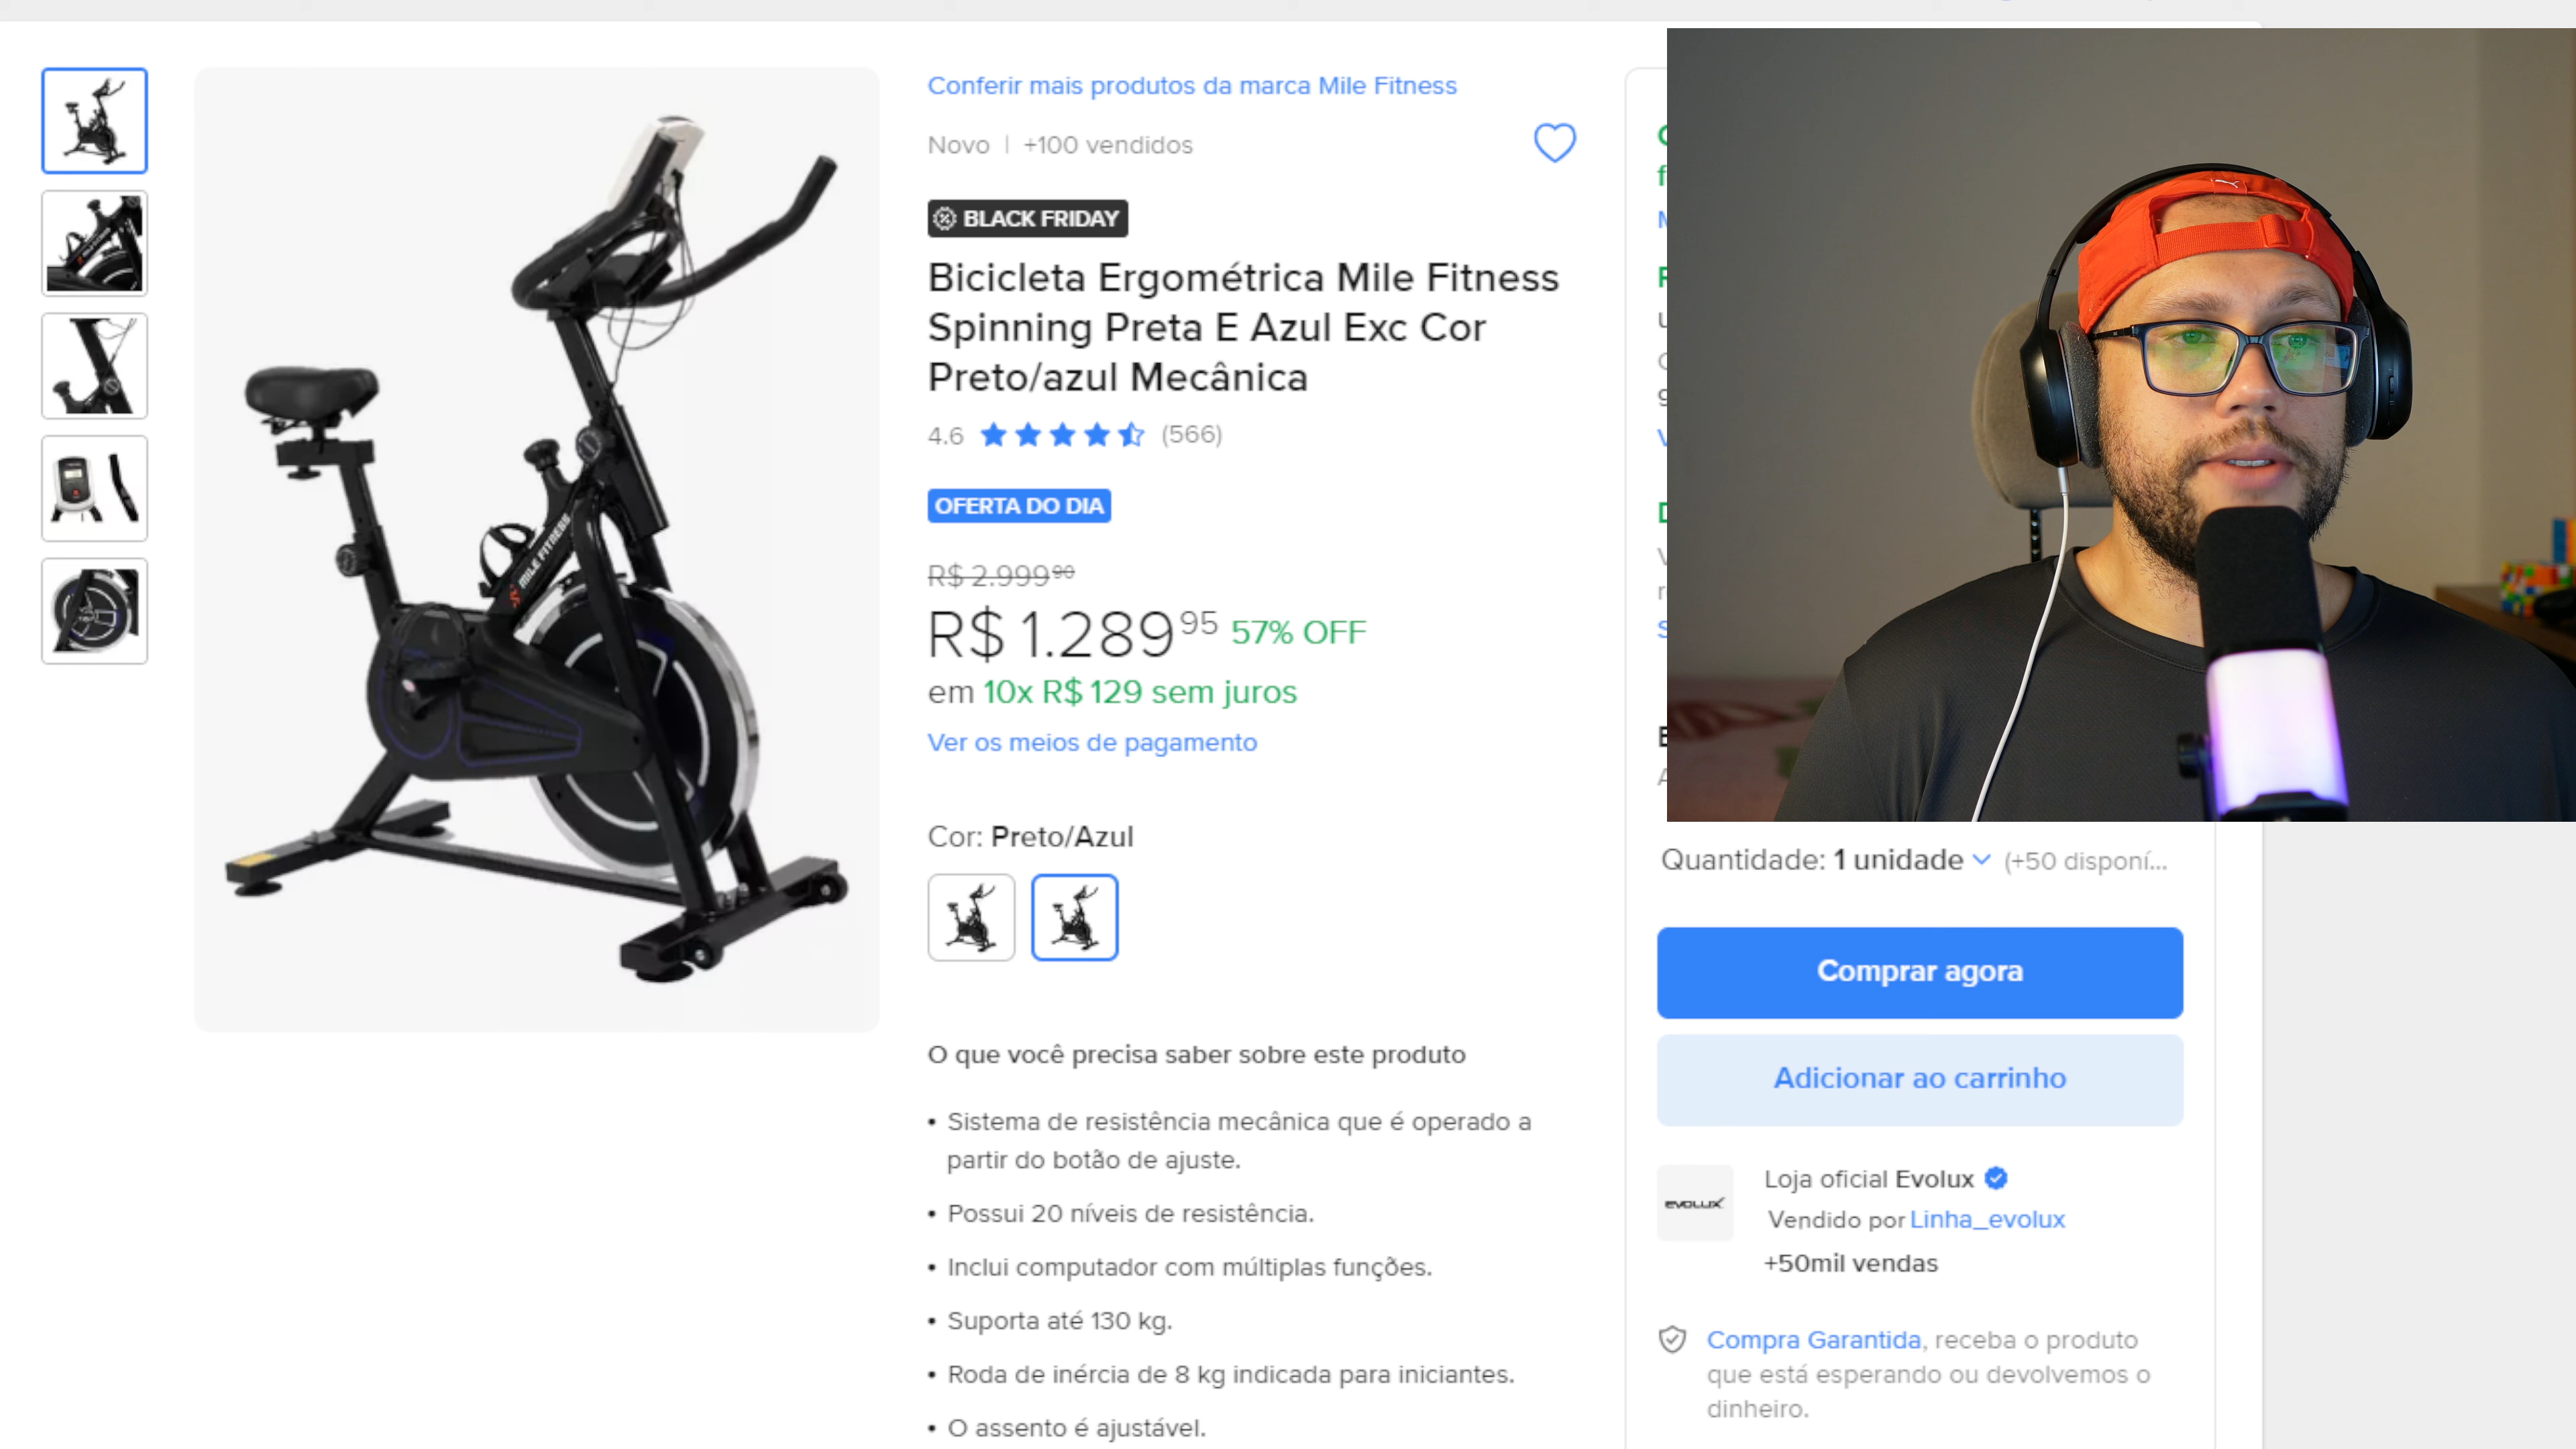 Conferir mais produtos da marca Mile Fitness
Novo | +100 vendidos
BLACK FRIDAY
Bicicleta Ergométrica Mile Fitness
Spinning Preta E Azul Exc Cor
Preto/azul Mecânica
4.6 (566)
OFERTA DO DIA
R$ 2.999 90
R$ 1.289 95 57% OFF
em 10x R$ 129 sem juros
Ver os meios de pagamento
Cor: Preto/Azul
O que você precisa saber sobre este produto
• Sistema de resistência mecânica que é operado a
partir do botão de ajuste.
• Possui 20 níveis de resistência.
• Inclui computador com múltiplas funções.
• Suporta até 130 kg.
• Roda de inércia de 8 kg indicada para iniciantes.
• O assento é ajustável.
MILE FITNESS
Quantidade: 1 unidade (+50 disponí...
Comprar agora
Adicionar ao carrinho
EVOLUX
Loja oficial Evolux
Vendido por Linha_evolux
+50mil vendas
Compra Garantida, receba o produto
que está esperando ou devolvemos o
dinheiro.